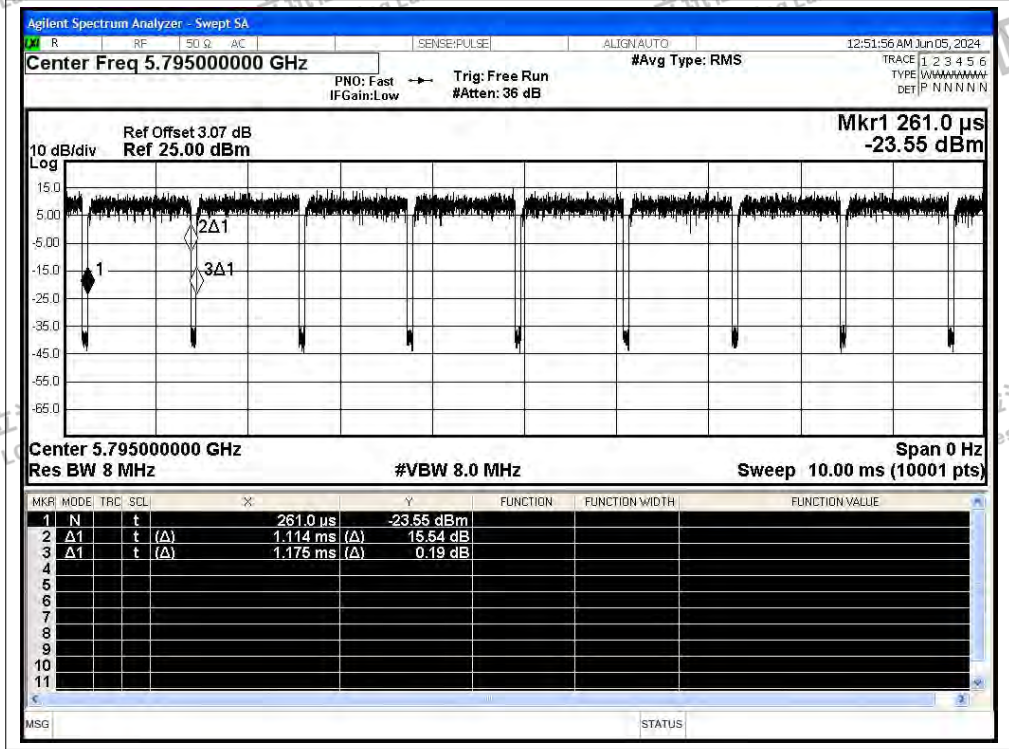 Agilent Spectrum Analyzer - Swept SA
LXI R RF 50 Ω AC SENSE:PULSE ALIGN AUTO 12:51:56 AM Jun 05, 2024
Center Freq 5.795000000 GHz #Avg Type: RMS TRACE 1 2 3 4 5 6
PNO: Fast Trig: Free Run TYPE WWWWWW
IFGain:Low #Atten: 36 dB DET P N N N N N
Mkr1 261.0 µs
Ref Offset 3.07 dB
10 dB/div Ref 25.00 dBm -23.55 dBm
Log
15.0
5.00
2Δ1
-5.00
-15.0 1 3Δ1
-25.0
-35.0
-45.0
-55.0
-65.0
Center 5.795000000 GHz Span 0 Hz
Res BW 8 MHz #VBW 8.0 MHz Sweep 10.00 ms (10001 pts)
MKR MODE TRC SCL X Y FUNCTION FUNCTION WIDTH FUNCTION VALUE
1 N t 261.0 µs -23.55 dBm
2 Δ1 t (Δ) 1.114 ms (Δ) 15.54 dB
3 Δ1 t (Δ) 1.175 ms (Δ) 0.19 dB
4
5
6
7
8
9
10
11
MSG STATUS